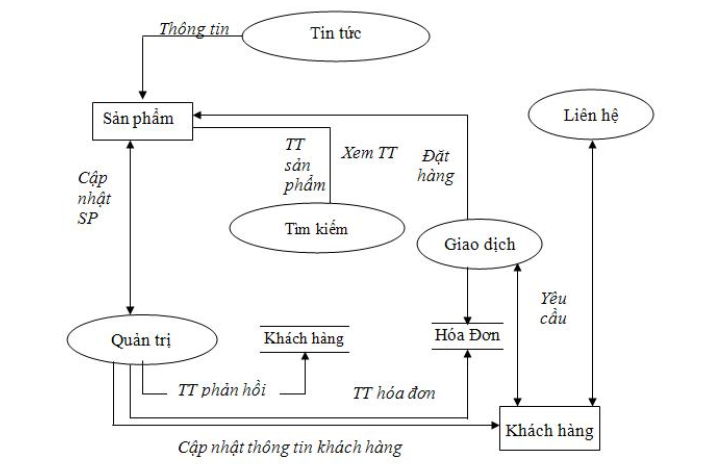 Thông tin
Tin tức
Sản phẩm
Liên hệ
TT
sản
phẩm
Xem TT
Đặt
hàng
Cập
nhật
SP
Tìm kiếm
Giao dịch
Yêu
cầu
Quản trị
Khách hàng
Hóa Đơn
TT phản hồi
TT hóa đơn
Khách hàng
Cập nhật thông tin khách hàng